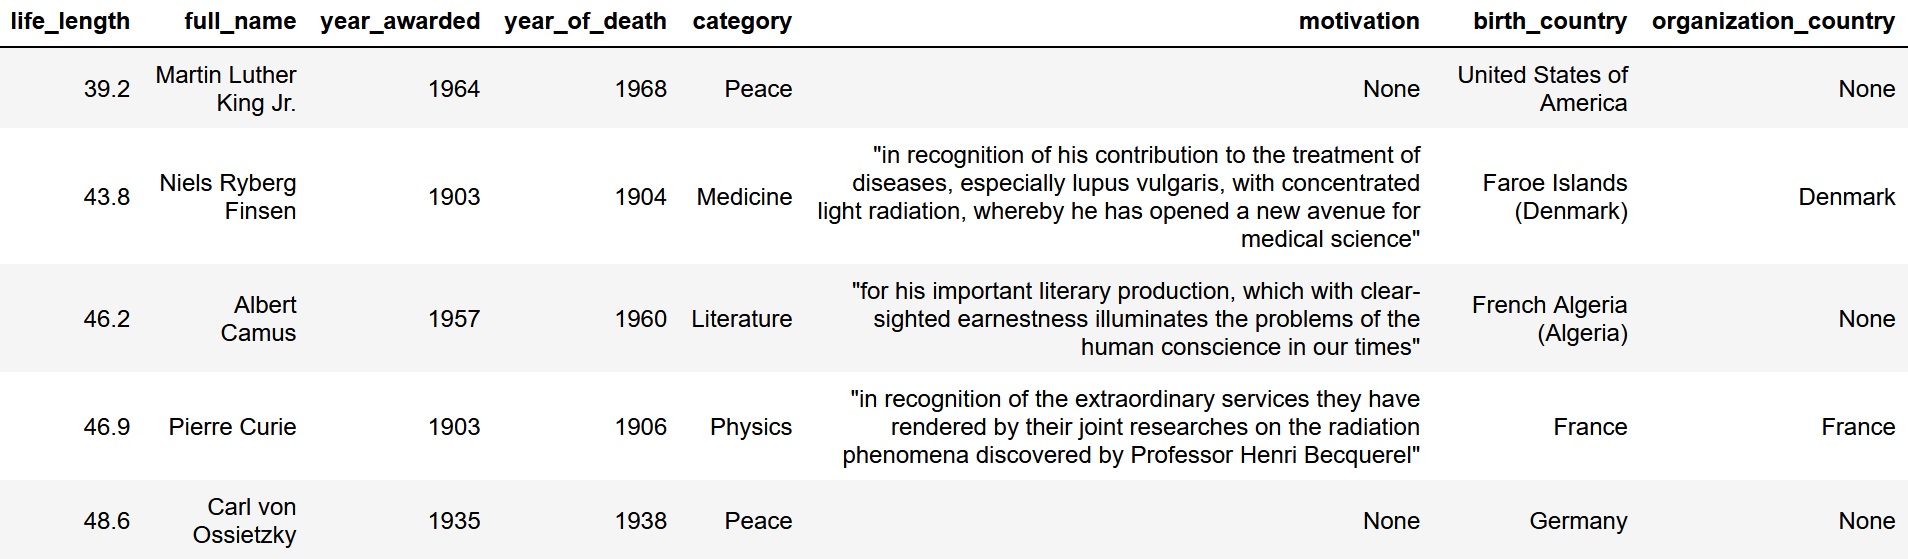 life_length full_name year_awarded year_of_death category motivation birth_country organization_country
39.2 Martin Luther King Jr. 1964 1968 Peace None United States of America None
43.8 Niels Ryberg Finsen 1903 1904 Medicine "in recognition of his contribution to the treatment of diseases, especially lupus vulgaris, with concentrated light radiation, whereby he has opened a new avenue for medical science" Faroe Islands (Denmark) Denmark
46.2 Albert Camus 1957 1960 Literature "for his important literary production, which with clear-sighted earnestness illuminates the problems of the human conscience in our times" French Algeria (Algeria) None
46.9 Pierre Curie 1903 1906 Physics "in recognition of the extraordinary services they have rendered by their joint researches on the radiation phenomena discovered by Professor Henri Becquerel" France France
48.6 Carl von Ossietzky 1935 1938 Peace None Germany None